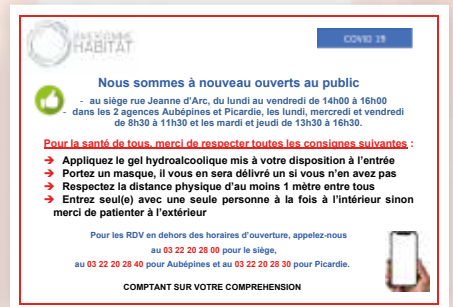 HABITAT
COVID 19
Nous sommes à nouveau ouverts au public
- au siège rue Jeanne d'Arc, du lundi au vendredi de 14h00 à 16h00
- dans les 2 agences Aubépines et Picardie, les lundi, mercredi et vendredi
de 8h30 à 11h30 et les mardi et jeudi de 13h30 à 16h30.
Pour la santé de tous, merci de respecter toutes les consignes suivantes :
➔ Appliquez le gel hydroalcoolique mis à votre disposition à l'entrée
➔ Portez un masque, il vous en sera délivré un si vous n'en avez pas
➔ Respectez la distance physique d'au moins 1 mètre entre tous
➔ Entrez seul(e) avec une seule personne à la fois à l'intérieur sinon
merci de patienter à l'extérieur
Pour les RDV en dehors des horaires d'ouverture, appelez-nous
au 03 22 20 28 00 pour le siège,
au 03 22 20 28 40 pour Aubépines et au 03 22 20 28 30 pour Picardie.
COMPTANT SUR VOTRE COMPREHENSION